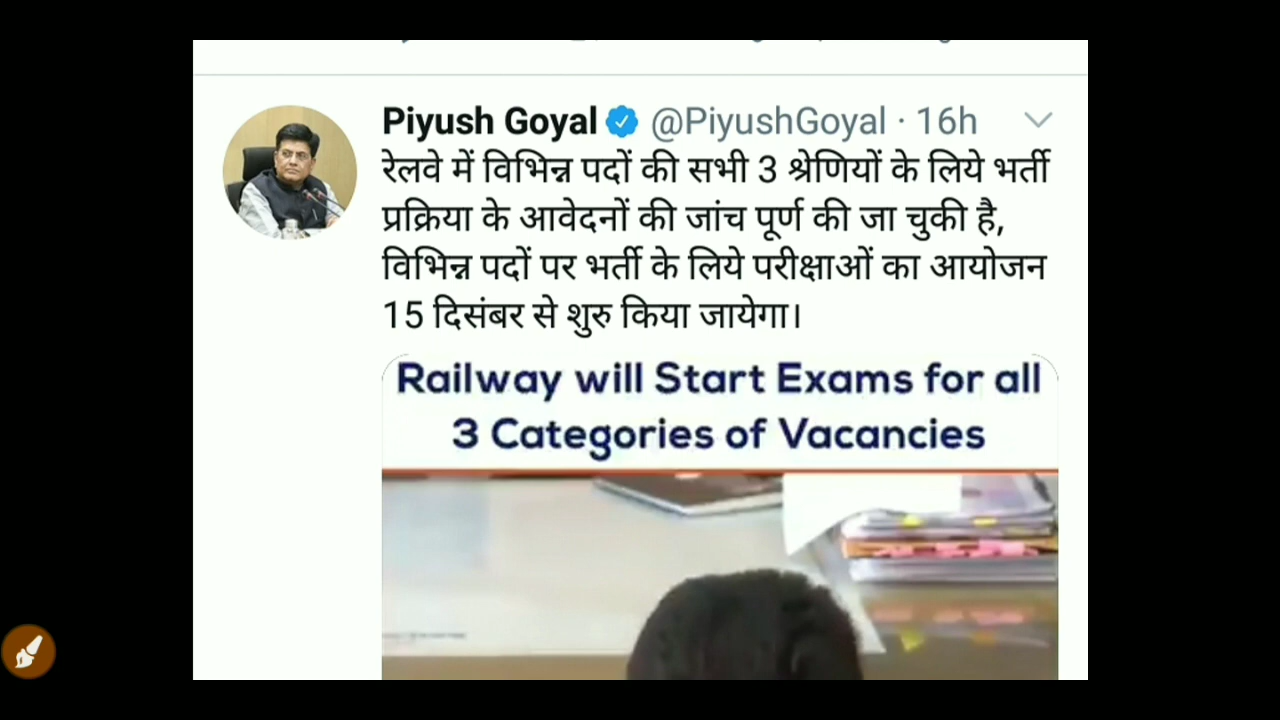 Piyush Goyal @PiyushGoyal · 16h
रेलवे में विभिन्न पदों की सभी 3 श्रेणियों के लिये भर्ती
प्रक्रिया के आवेदनों की जांच पूर्ण की जा चुकी है,
विभिन्न पदों पर भर्ती के लिये परीक्षाओं का आयोजन
15 दिसंबर से शुरु किया जायेगा।
Railway will Start Exams for all
3 Categories of Vacancies